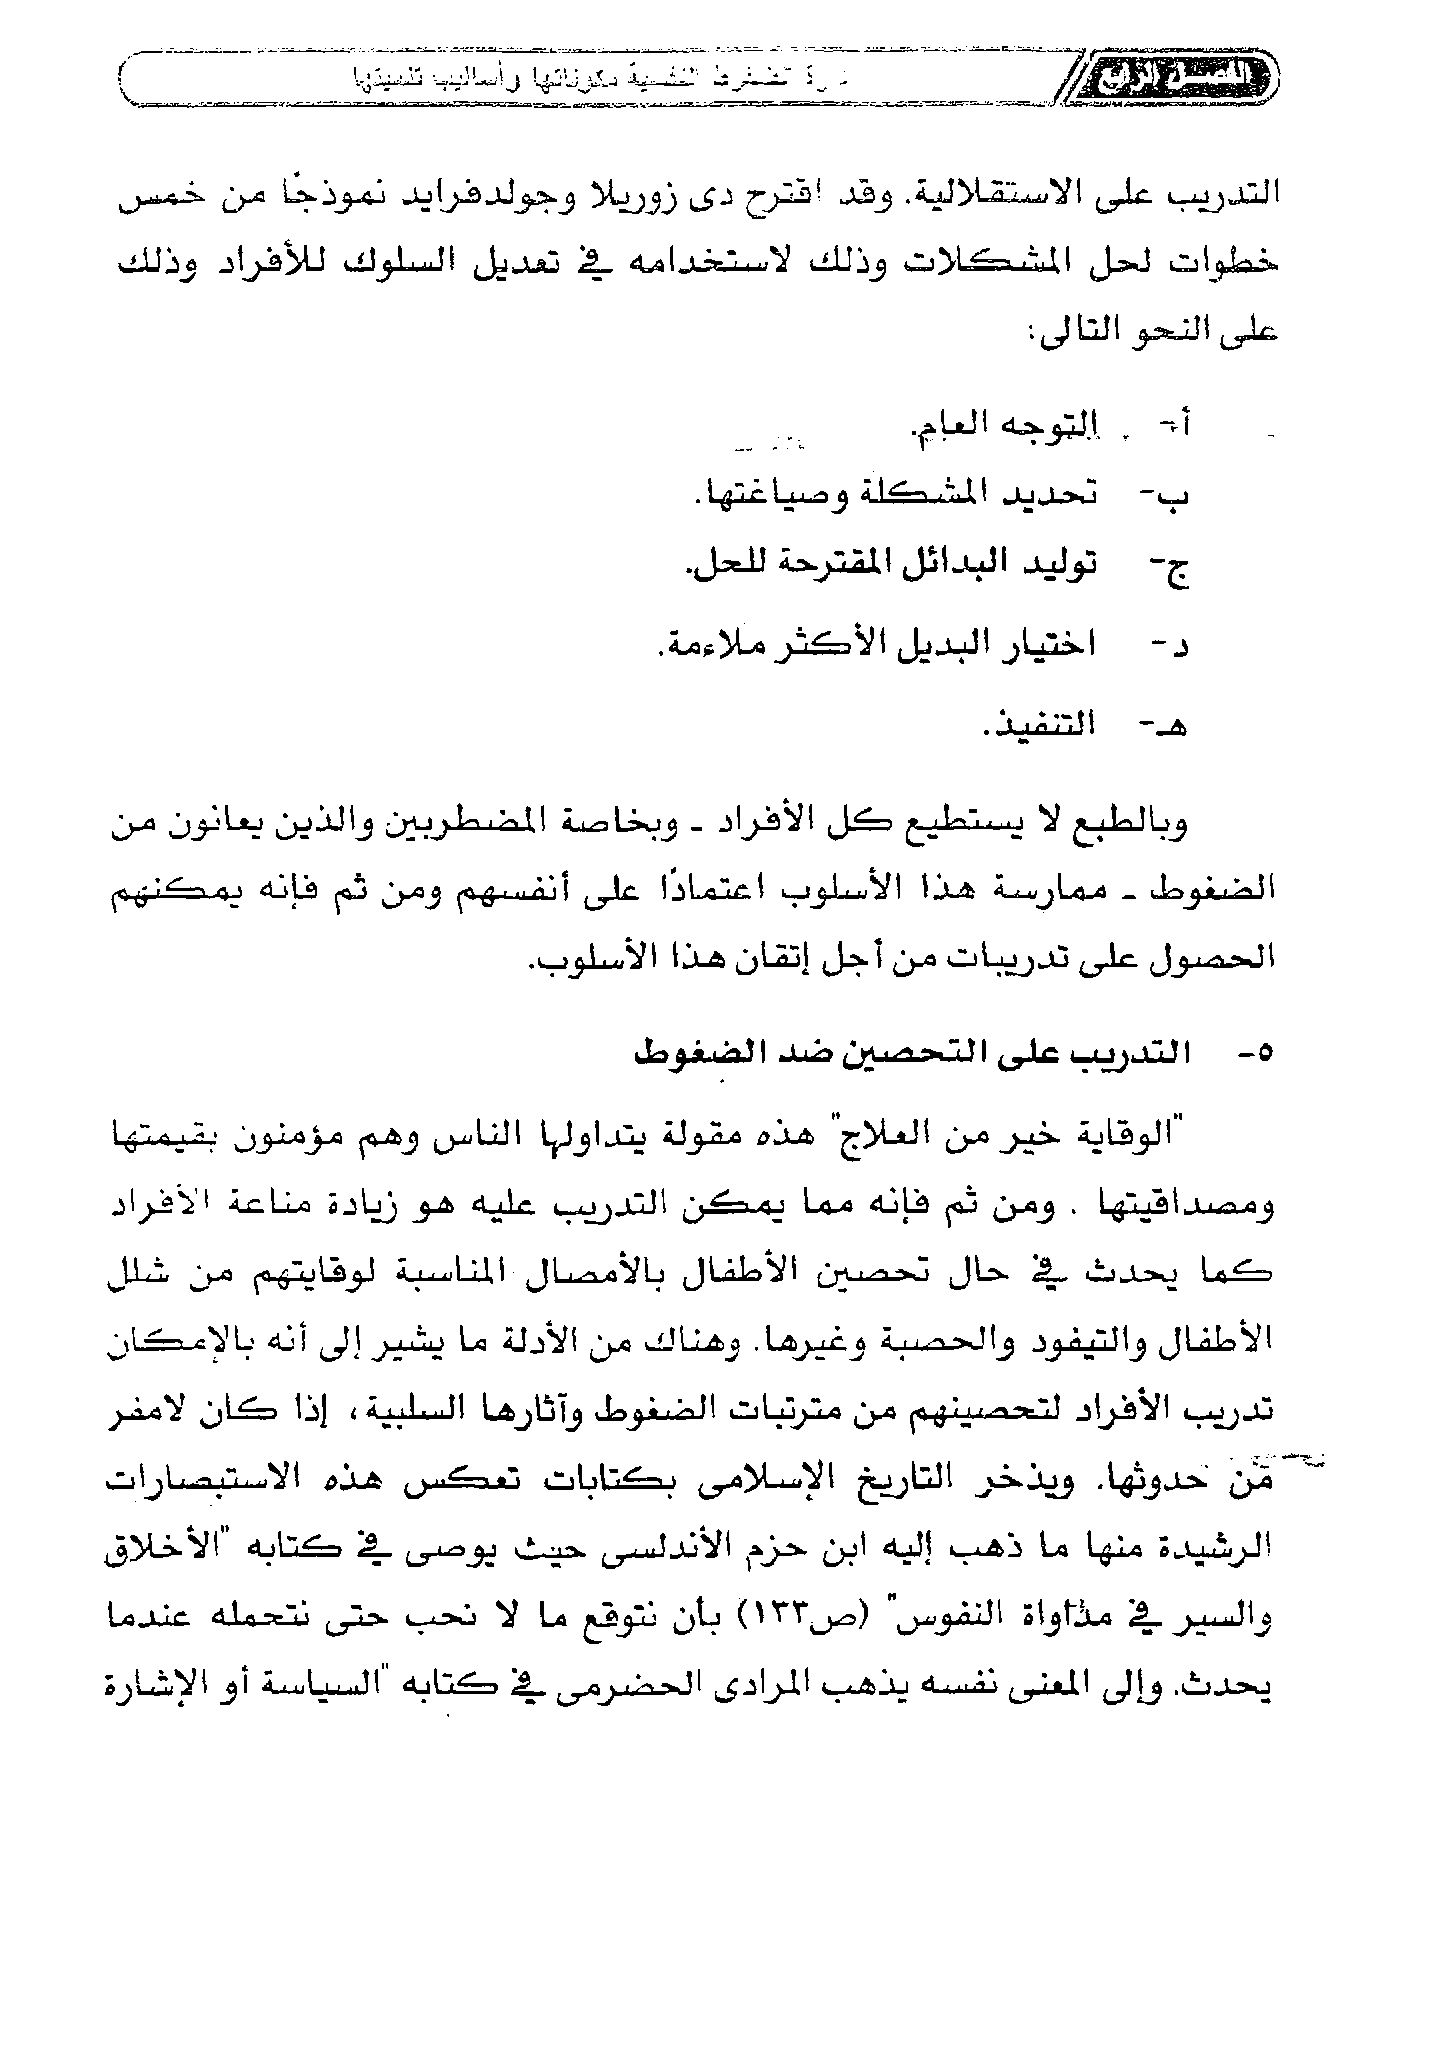 الفصل الرابع
الضغوط النفسية مكوناتها وأساليب
التدريب على الاستقلالية. وقد اقترح دى زوريلا وجولدفرايد نموذجًا من خمس
خطوات لحل المشكلات وذلك لاستخدامه في تعديل السلوك للأفراد وذلك
على النحو التالى:
أ- التوجه العام.
ب- تحديد المشكلة وصياغتها.
ج- توليد البدائل المقترحة للحل.
د- اختيار البديل الأكثر ملاءمة.
هـ- التنفيذ.
وبالطبع لا يستطيع كل الأفراد - وبخاصة المضطربين والذين يعانون من
الضغوط - ممارسة هذا الأسلوب اعتمادًا على أنفسهم ومن ثم فإنه يمكنهم
الحصول على تدريبات من أجل إتقان هذا الأسلوب.
٥- التدريب على التحصين ضد الضغوط
"الوقاية خير من العلاج" هذه مقولة يتداولها الناس وهم مؤمنون بقيمتها
ومصداقيتها . ومن ثم فإنه مما يمكن التدريب عليه هو زيادة مناعة الأفراد
كما يحدث في حال تحصين الأطفال بالأمصال المناسبة لوقايتهم من شلل
الأطفال والتيفود والحصبة وغيرها. وهناك من الأدلة ما يشير إلى أنه بالإمكان
تدريب الأفراد لتحصينهم من مترتبات الضغوط وآثارها السلبية، إذا كان لامفر
من حدوثها. ويذخر التاريخ الإسلامى بكتابات تعكس هذه الاستبصارات
الرشيدة منها ما ذهب إليه ابن حزم الأندلسى حيث يوصى في كتابه "الأخلاق
والسير في مداواة النفوس" (ص١٣٣) بأن نتوقع ما لا نحب حتى نتحمله عندما
يحدث. وإلى المعنى نفسه يذهب المرادى الحضرمى في كتابه "السياسة أو الإشارة